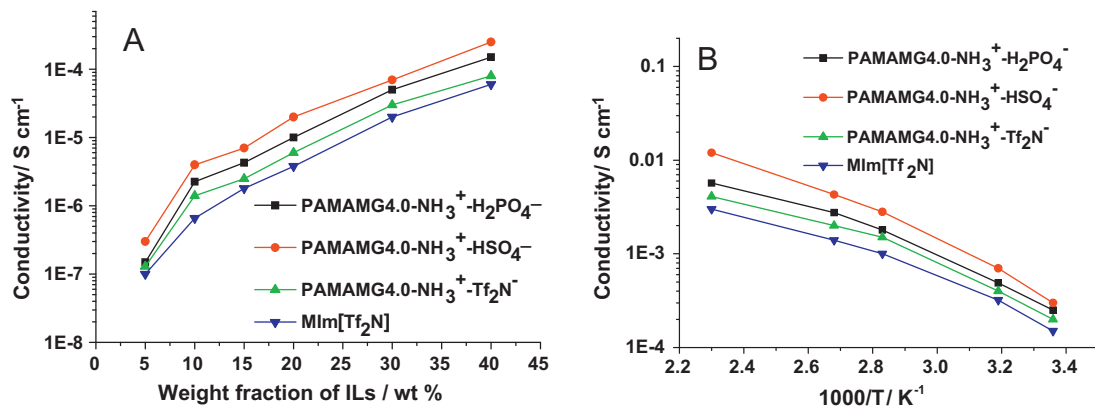 A
Conductivity/ S cm⁻¹
1E-4
1E-5
1E-6
1E-7
1E-8
0 5 10 15 20 25 30 35 40 45
Weight fraction of ILs / wt %
PAMAMG4.0-NH₃⁺-H₂PO₄⁻
PAMAMG4.0-NH₃⁺-HSO₄⁻
PAMAMG4.0-NH₃⁺-Tf₂N⁻
MIm[Tf₂N]
B
Conductivity/ S cm⁻¹
0.1
0.01
1E-3
1E-4
2.2 2.4 2.6 2.8 3.0 3.2 3.4
1000/T/ K⁻¹
PAMAMG4.0-NH₃⁺-H₂PO₄⁻
PAMAMG4.0-NH₃⁺-HSO₄⁻
PAMAMG4.0-NH₃⁺-Tf₂N⁻
MIm[Tf₂N]